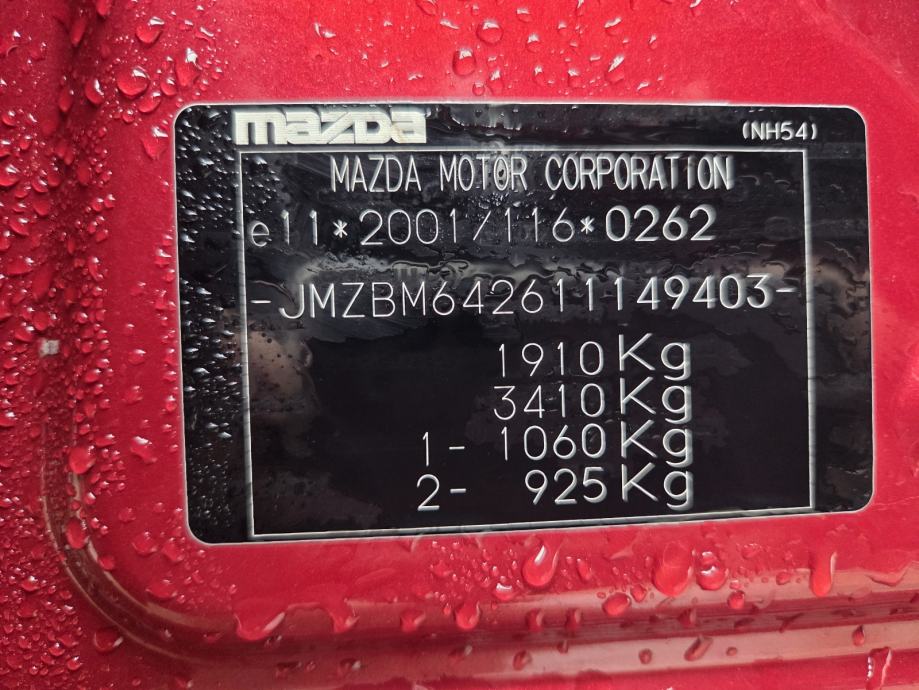 mazda (NH54)
MAZDA MOTOR CORPORATION
e11*2001/116*0262
-JMZBM642611149403-
1910Kg
3410Kg
1- 1060Kg
2- 925Kg